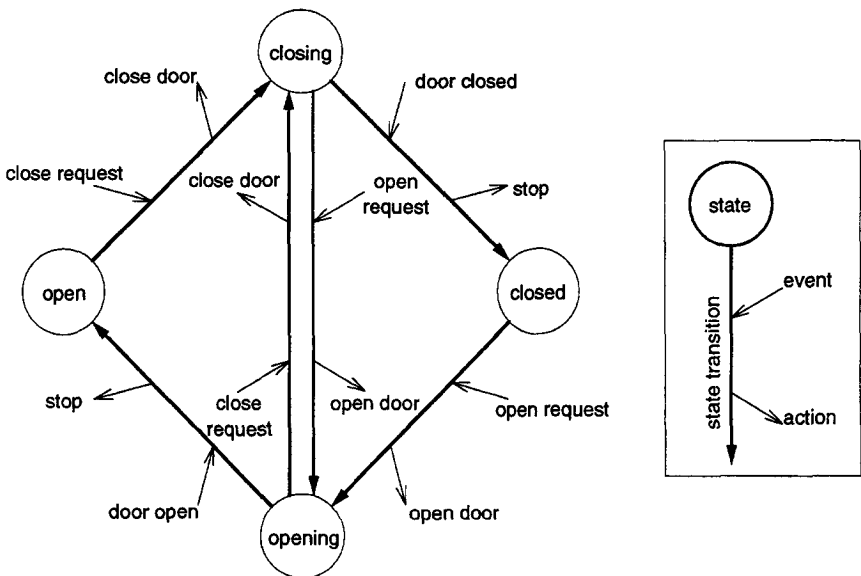 closing
close door
door closed
close request
close door
open
request
stop
open
closed
stop
close
request
open door
open request
door open
open door
opening
state
event
state transition
action